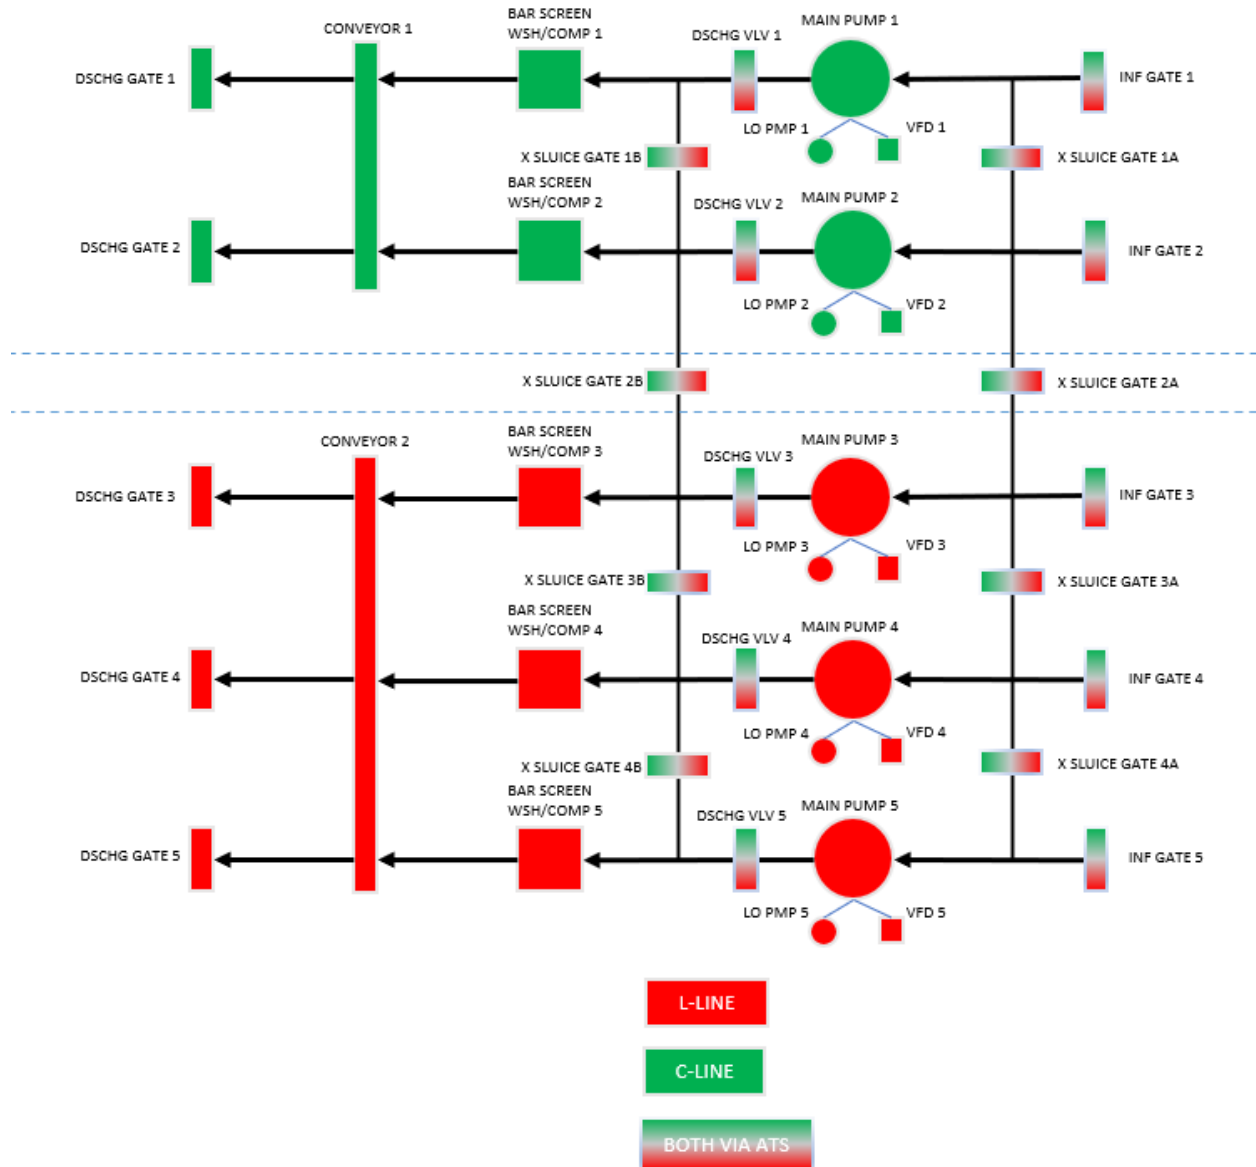 BAR SCREEN
WSH/COMP 1
CONVEYOR 1
MAIN PUMP 1
DSCHG VLV 1
DSCHG GATE 1
INF GATE 1
LO PMP 1
VFD 1
X SLUICE GATE 1B
X SLUICE GATE 1A
BAR SCREEN
WSH/COMP 2
MAIN PUMP 2
DSCHG VLV 2
DSCHG GATE 2
INF GATE 2
LO PMP 2
VFD 2
X SLUICE GATE 2B
X SLUICE GATE 2A
BAR SCREEN
WSH/COMP 3
CONVEYOR 2
MAIN PUMP 3
DSCHG VLV 3
DSCHG GATE 3
INF GATE 3
LO PMP 3
VFD 3
X SLUICE GATE 3B
X SLUICE GATE 3A
BAR SCREEN
WSH/COMP 4
MAIN PUMP 4
DSCHG VLV 4
DSCHG GATE 4
INF GATE 4
LO PMP 4
VFD 4
X SLUICE GATE 4B
X SLUICE GATE 4A
BAR SCREEN
WSH/COMP 5
MAIN PUMP 5
DSCHG VLV 5
DSCHG GATE 5
INF GATE 5
LO PMP 5
VFD 5
L-LINE
C-LINE
BOTH VIA ATS